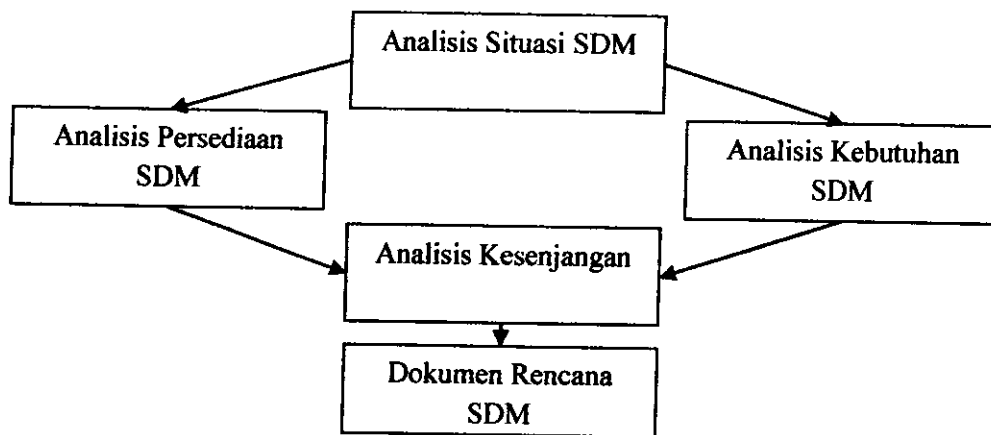 Analisis Situasi SDM
Analisis Persediaan
SDM
Analisis Kebutuhan
SDM
Analisis Kesenjangan
Dokumen Rencana
SDM